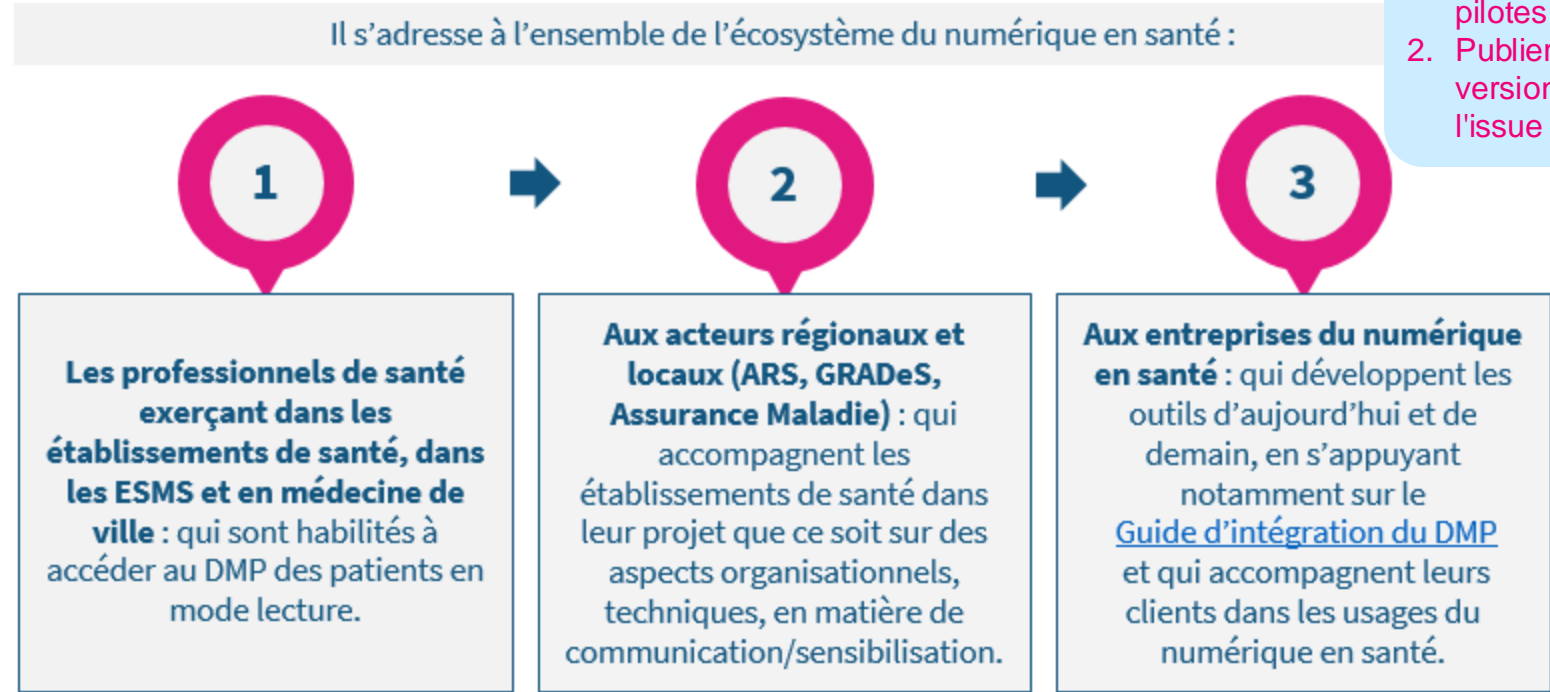 Il s'adresse à l'ensemble de l'écosystème du numérique en santé :
pilotes
2. Publier
version
l'issue
1
2
3
Les professionnels de santé
exerçant dans les
établissements de santé, dans
les ESMS et en médecine de
ville : qui sont habilités à
accéder au DMP des patients en
mode lecture.
Aux acteurs régionaux et
locaux (ARS, GRADeS,
Assurance Maladie) : qui
accompagnent les
établissements de santé dans
leur projet que ce soit sur des
aspects organisationnels,
techniques, en matière de
communication/sensibilisation.
Aux entreprises du numérique
en santé : qui développent les
outils d'aujourd'hui et de
demain, en s'appuyant
notamment sur le
Guide d'intégration du DMP
et qui accompagnent leurs
clients dans les usages du
numérique en santé.